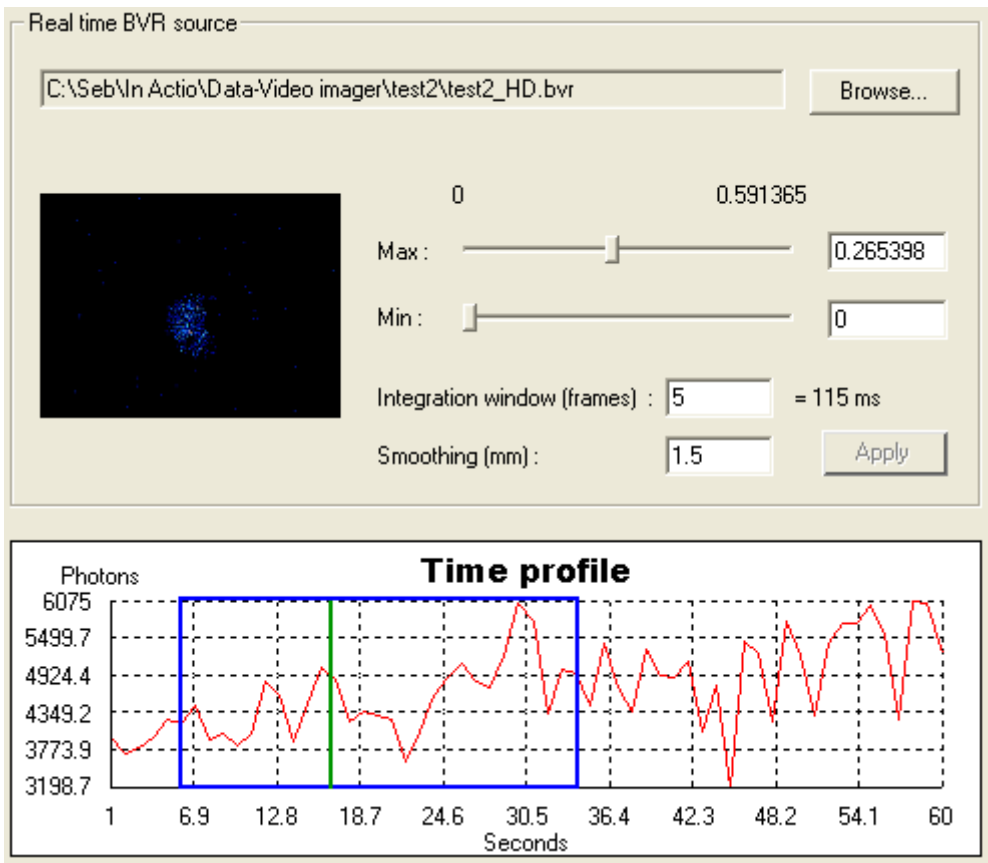 Real time BVR source
C:\Seb\In Actio\Data-Video imager\test2\test2_HD.bvr
Browse...
0 0.591365
Max : 0.265398
Min : 0
Integration window (frames) : 5 = 115 ms
Smoothing (mm) : 1.5 Apply
Time profile
Photons
6075
5499.7
4924.4
4349.2
3773.9
3198.7
1 6.9 12.8 18.7 24.6 30.5 36.4 42.3 48.2 54.1 60
Seconds